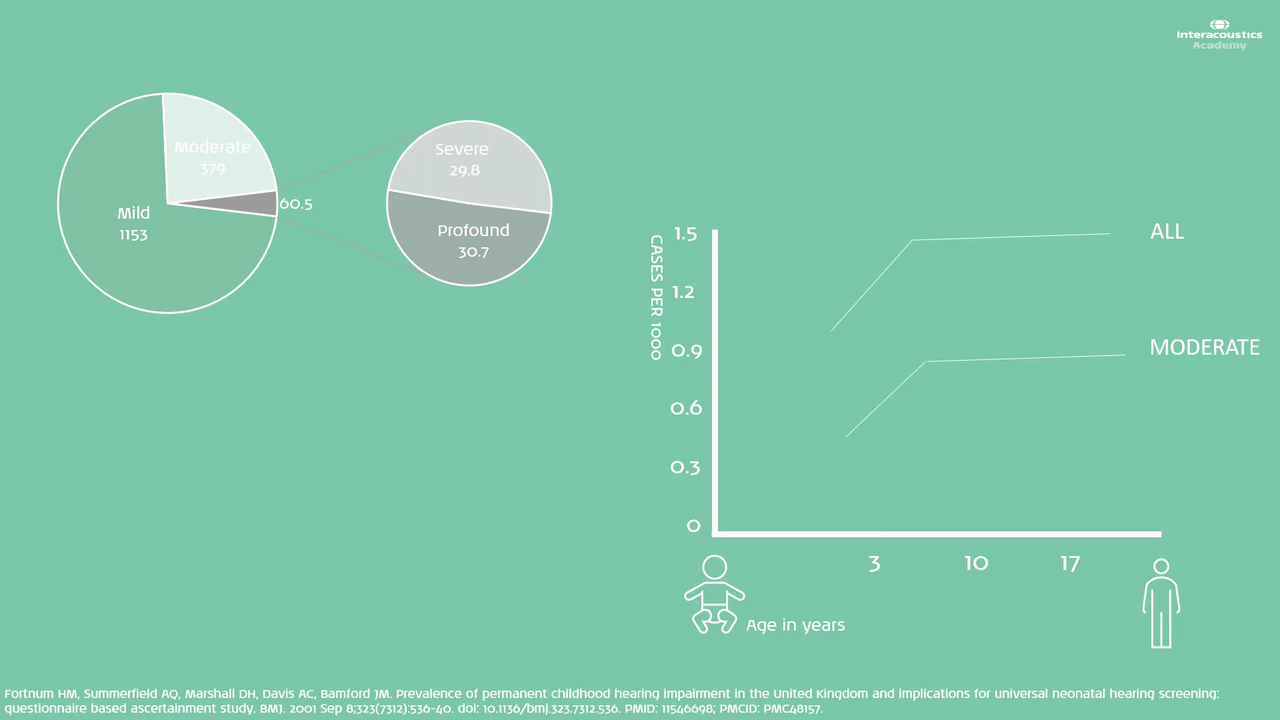 Interacoustics
Academy
Moderate
379
Mild
1153
60.5
Severe
29.8
Profound
30.7
CASES PER 1000
1.5
1.2
0.9
0.6
0.3
0
ALL
MODERATE
3 10 17
Age in years
Fortnum HM, Summerfield AQ, Marshall DH, Davis AC, Bamford JM. Prevalence of permanent childhood hearing impairment in the United Kingdom and implications for universal neonatal hearing screening:
questionnaire based ascertainment study. BMJ. 2001 Sep 8;323(7312):536-40. doi: 10.1136/bmj.323.7312.536. PMID: 11546698; PMCID: PMC48157.